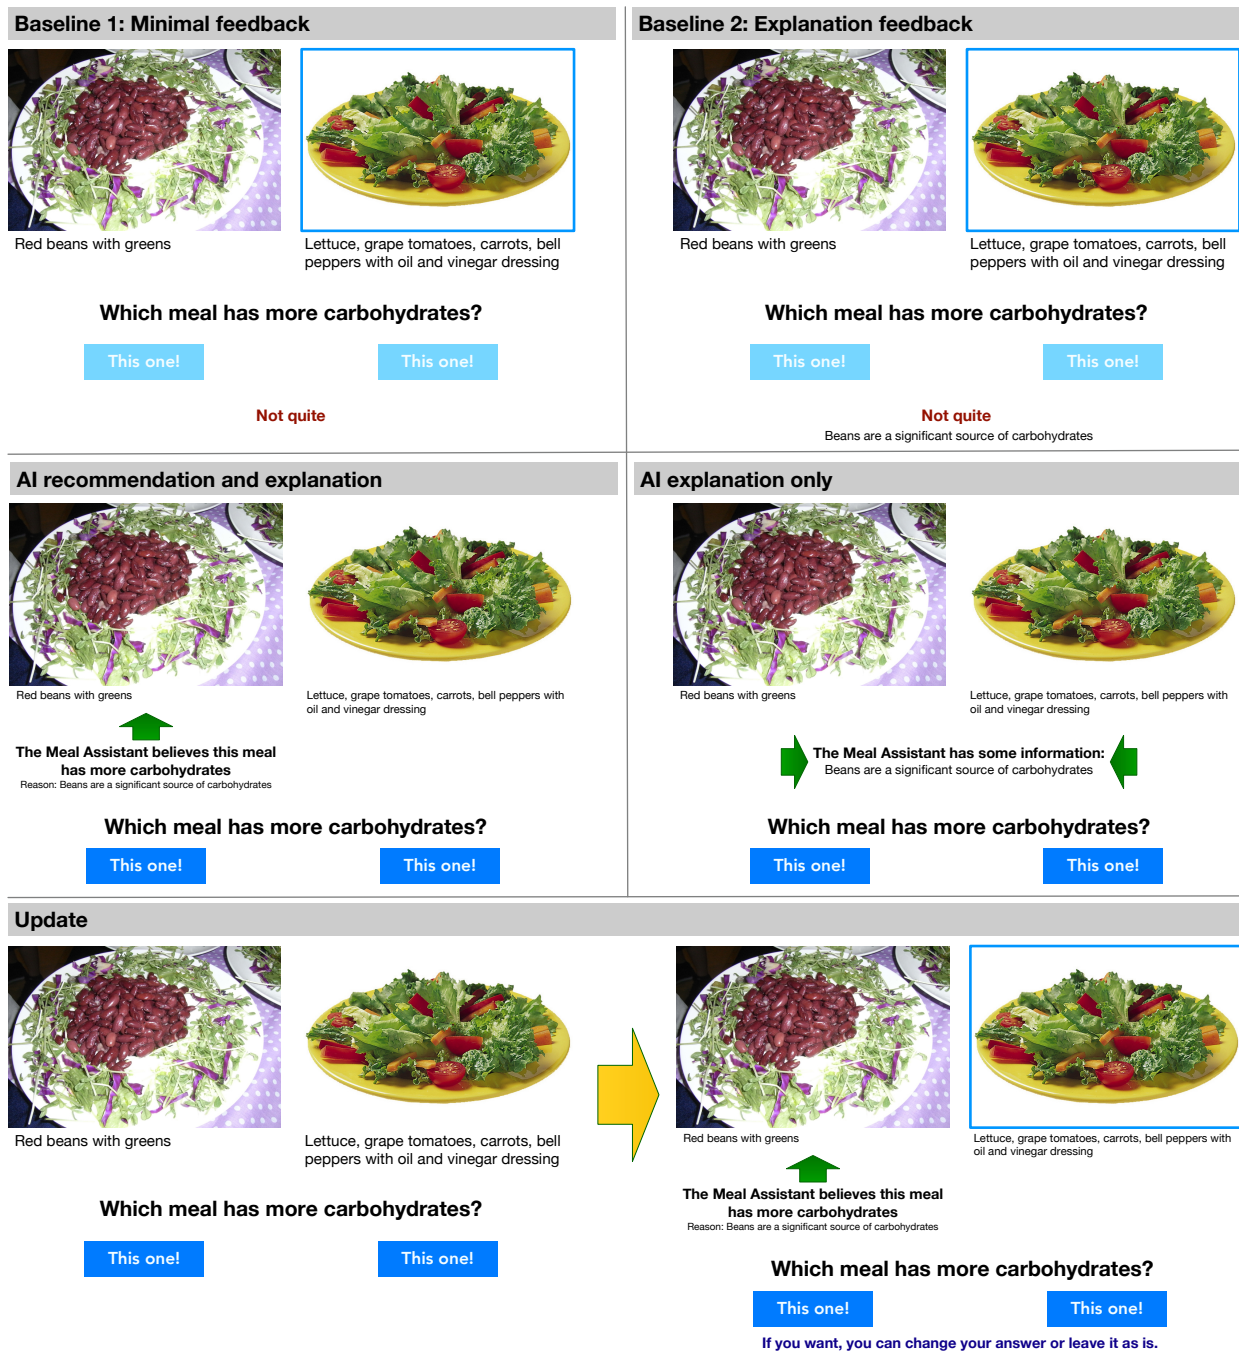 Baseline 1: Minimal feedback
Red beans with greens
Lettuce, grape tomatoes, carrots, bell
peppers with oil and vinegar dressing
Which meal has more carbohydrates?
This one!
This one!
Not quite
Baseline 2: Explanation feedback
Red beans with greens
Lettuce, grape tomatoes, carrots, bell
peppers with oil and vinegar dressing
Which meal has more carbohydrates?
This one!
This one!
Not quite
Beans are a significant source of carbohydrates
AI recommendation and explanation
Red beans with greens
Lettuce, grape tomatoes, carrots, bell peppers with
oil and vinegar dressing
The Meal Assistant believes this meal
has more carbohydrates
Reason: Beans are a significant source of carbohydrates
Which meal has more carbohydrates?
This one!
This one!
AI explanation only
Red beans with greens
Lettuce, grape tomatoes, carrots, bell peppers with
oil and vinegar dressing
The Meal Assistant has some information:
Beans are a significant source of carbohydrates
Which meal has more carbohydrates?
This one!
This one!
Update
Red beans with greens
Lettuce, grape tomatoes, carrots, bell
peppers with oil and vinegar dressing
Which meal has more carbohydrates?
This one!
This one!
Red beans with greens
Lettuce, grape tomatoes, carrots, bell peppers with
oil and vinegar dressing
The Meal Assistant believes this meal
has more carbohydrates
Reason: Beans are a significant source of carbohydrates
Which meal has more carbohydrates?
This one!
This one!
If you want, you can change your answer or leave it as is.